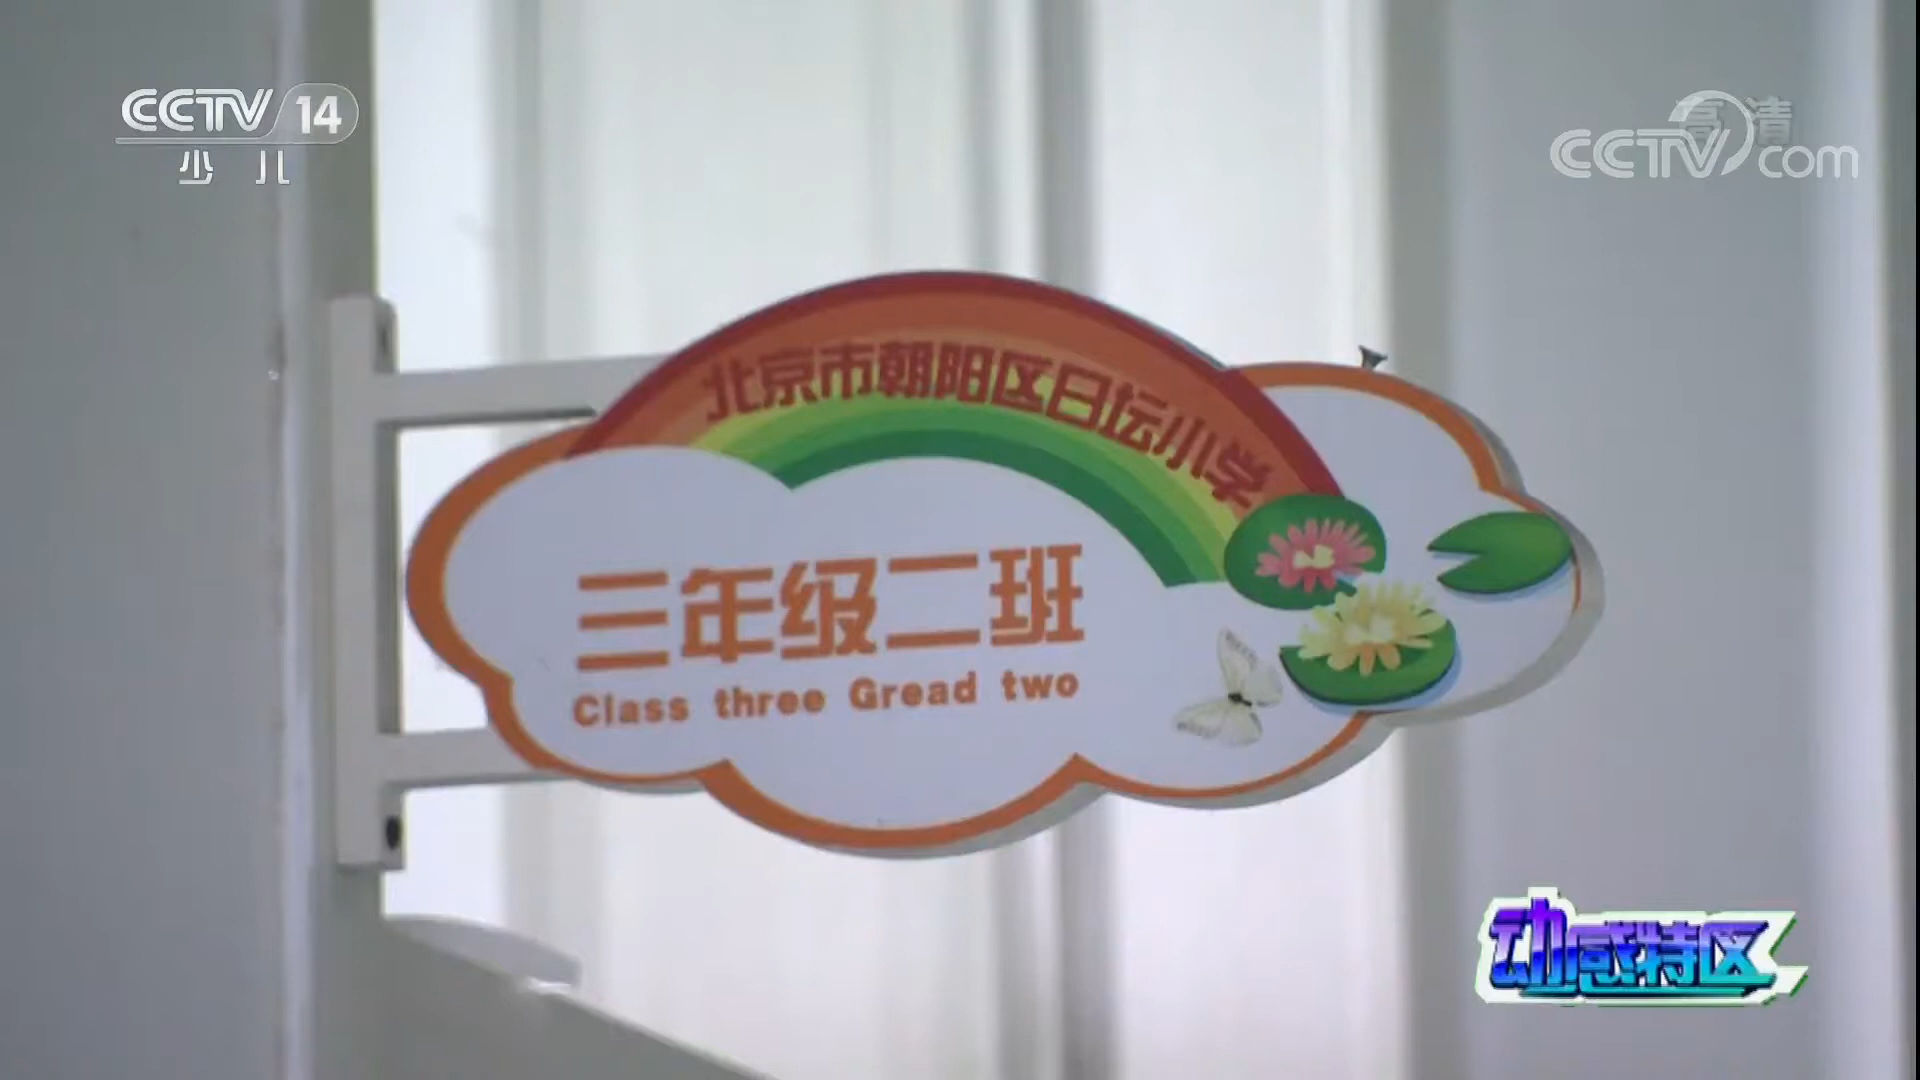 CCTV 14
少儿
高清
CCTV com
北京市朝阳区日坛小学
三年级二班
Class three Gread two
动感特区